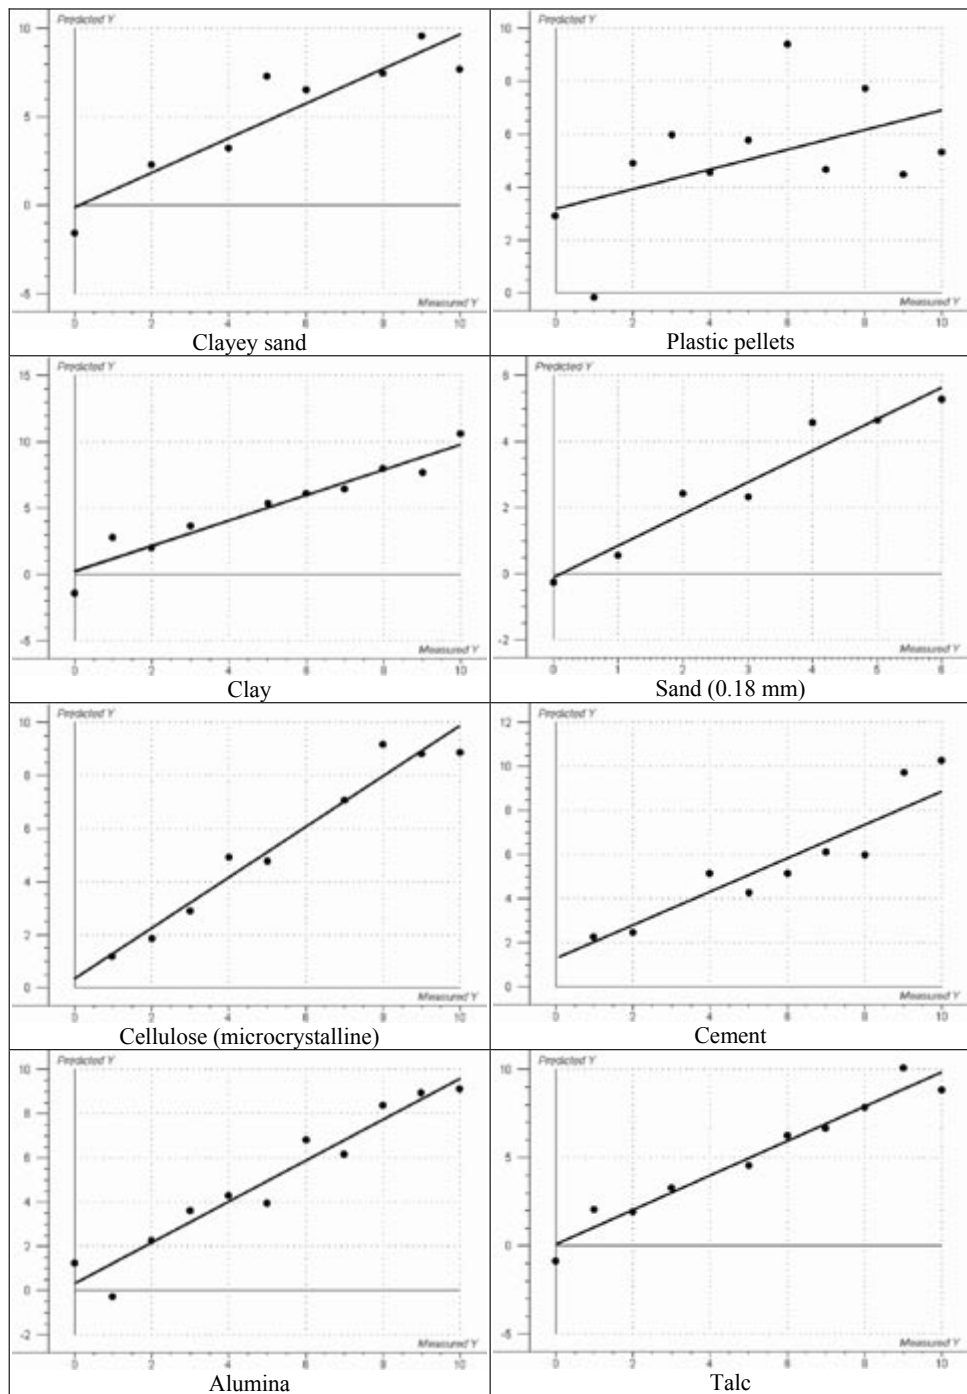 Predicted Y
10
5
0
-5
Measured Y
0 2 4 6 8 10
Clayey sand
Predicted Y
10
8
6
4
2
0
Measured Y
0 2 4 6 8 10
Plastic pellets
Predicted Y
15
10
5
0
-5
Measured Y
0 2 4 6 8 10
Clay
Predicted Y
6
4
2
0
-2
Measured Y
0 1 2 3 4 5 6
Sand (0.18 mm)
Predicted Y
10
8
6
4
2
0
Measured Y
0 2 4 6 8 10
Cellulose (microcrystalline)
Predicted Y
12
10
8
6
4
2
0
Measured Y
0 2 4 6 8 10
Cement
Predicted Y
10
8
6
4
2
0
-2
Measured Y
0 2 4 6 8 10
Alumina
Predicted Y
10
5
0
-5
Measured Y
0 2 4 6 8 10
Talc